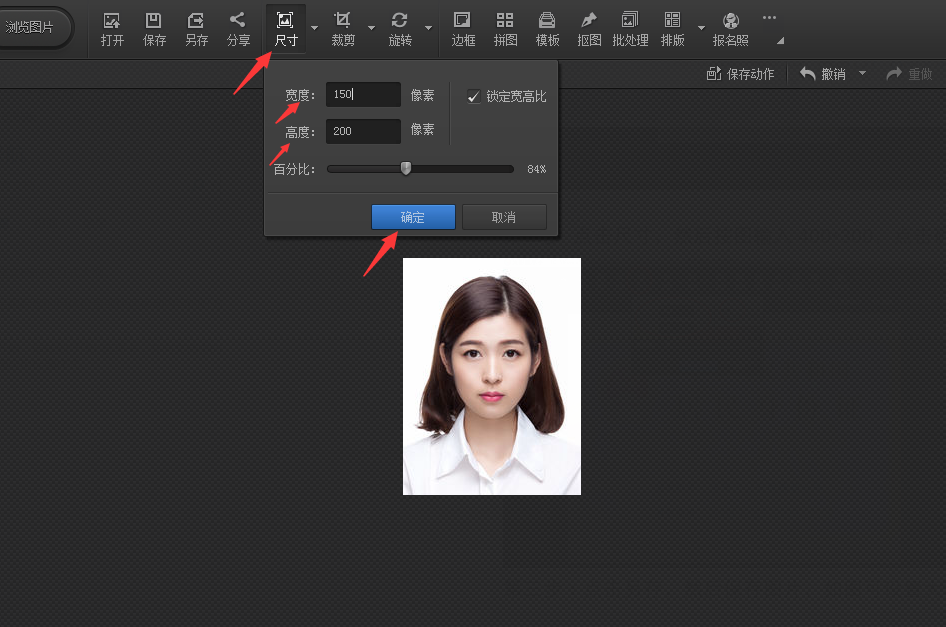 浏览图片
打开 保存 另存 分享 尺寸 裁剪 旋转 边框 拼图 模板 抠图 批处理 排版 报名照
保存动作 撤销 重做
宽度: 150 像素 锁定宽高比
高度: 200 像素
百分比: 84%
确定 取消